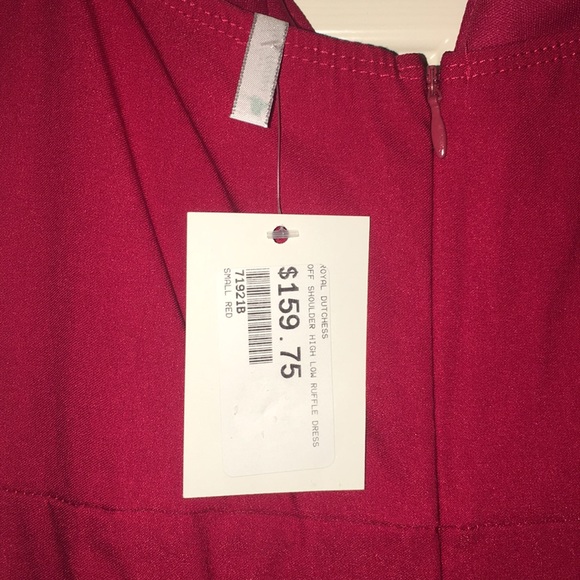 ROYAL DUTCHESS
OFF SHOULDER HIGH LOW RUFFLE DRESS
$159.75
71921B
SMALL RED